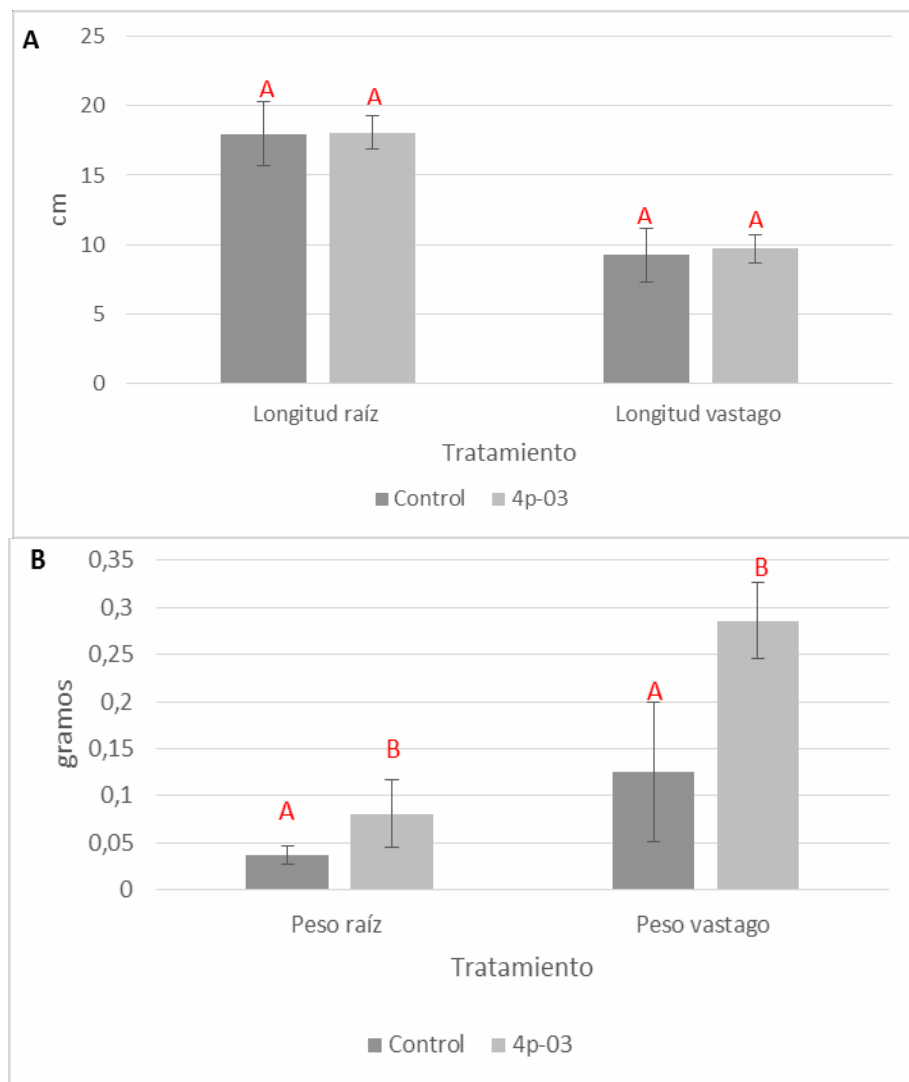 A
25
20
15
10
5
0
cm
A A
A A
Longitud raíz Longitud vastago
Tratamiento
Control 4p-03
B
0,35
0,3
0,25
0,2
0,15
0,1
0,05
0
gramos
A B
A B
Peso raíz Peso vastago
Tratamiento
Control 4p-03